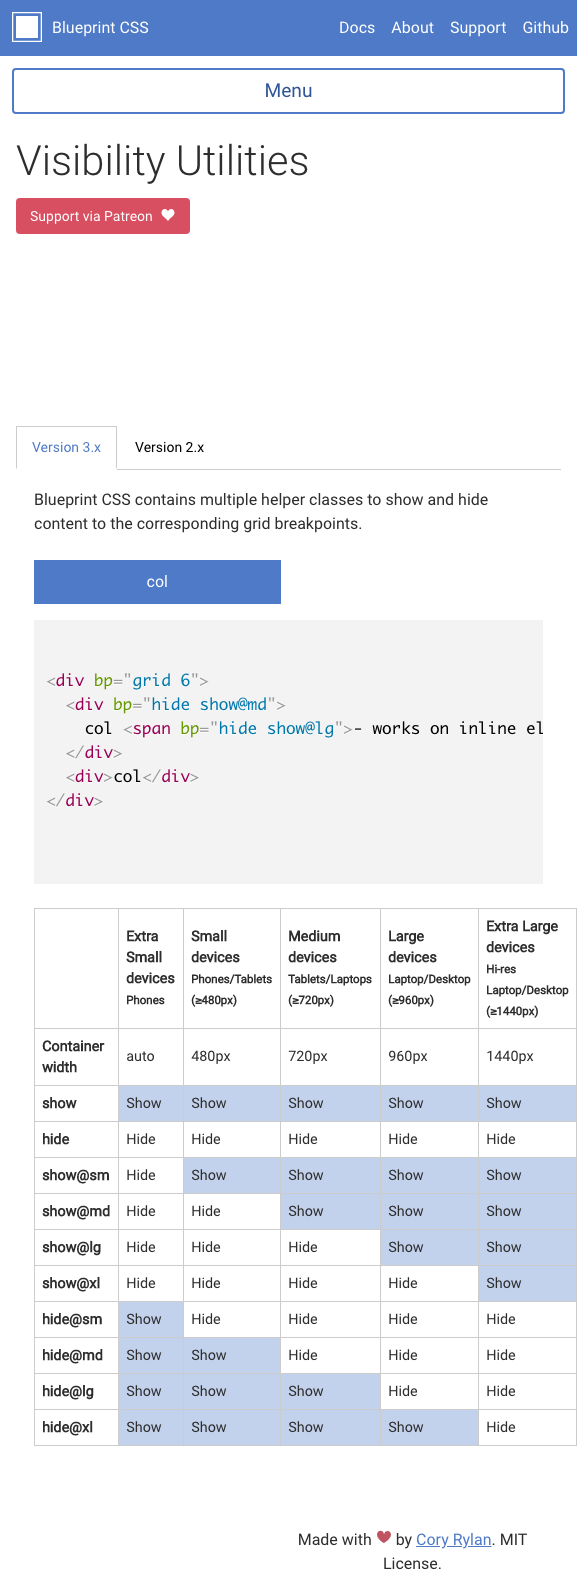 Blueprint CSS Docs About Support Github
Menu
Visibility Utilities
Support via Patreon
Version 3.x Version 2.x
Blueprint CSS contains multiple helper classes to show and hide
content to the corresponding grid breakpoints.
col
<div bp="grid 6">
  <div bp="hide show@md">
    col <span bp="hide show@lg">- works on inline el
  </div>
  <div>col</div>
</div>
Extra Small devices Phones Small devices Phones/Tablets (≥480px) Medium devices Tablets/Laptops (≥720px) Large devices Laptop/Desktop (≥960px) Extra Large devices Hi-res Laptop/Desktop (≥1440px)
Container width auto 480px 720px 960px 1440px
show Show Show Show Show Show
hide Hide Hide Hide Hide Hide
show@sm Hide Show Show Show Show
show@md Hide Hide Show Show Show
show@lg Hide Hide Hide Show Show
show@xl Hide Hide Hide Hide Show
hide@sm Show Hide Hide Hide Hide
hide@md Show Show Hide Hide Hide
hide@lg Show Show Show Hide Hide
hide@xl Show Show Show Show Hide
Made with ♥ by Cory Rylan. MIT
License.